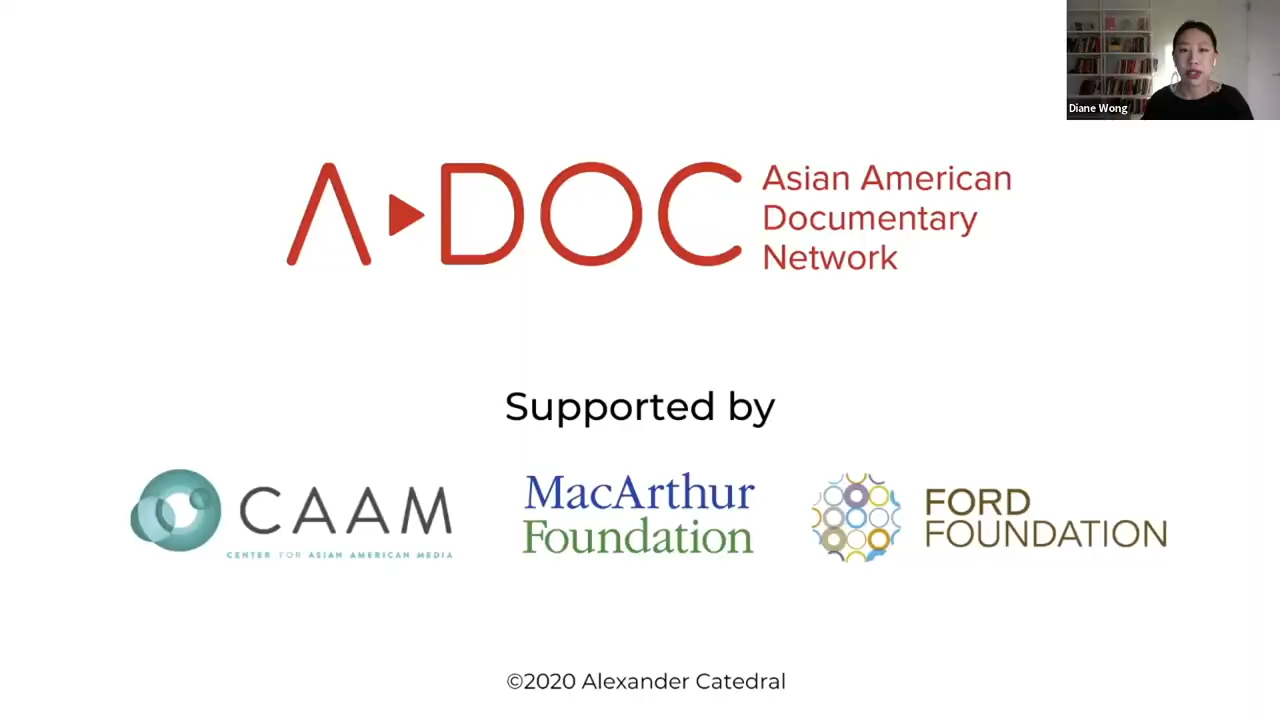 Diane Wong
A DOC
Asian American
Documentary
Network
Supported by
CAAM
CENTER FOR ASIAN AMERICAN MEDIA
MacArthur
Foundation
FORD
FOUNDATION
©2020 Alexander Catedral